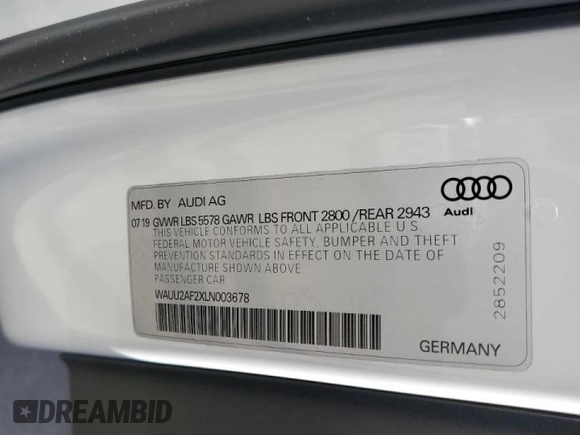 MFD. BY AUDI AG
07 19 GVWR LBS 5578 GAWR LBS FRONT 2800 / REAR 2943
THIS VEHICLE CONFORMS TO ALL APPLICABLE U.S
FEDERAL MOTOR VEHICLE SAFETY, BUMPER AND THEFT
PREVENTION STANDARDS IN EFFECT ON THE DATE OF
MANUFACTURE SHOWN ABOVE
PASSENGER CAR
WAUU2AF2XLN003678
Audi
2852209
GERMANY
DREAMBID